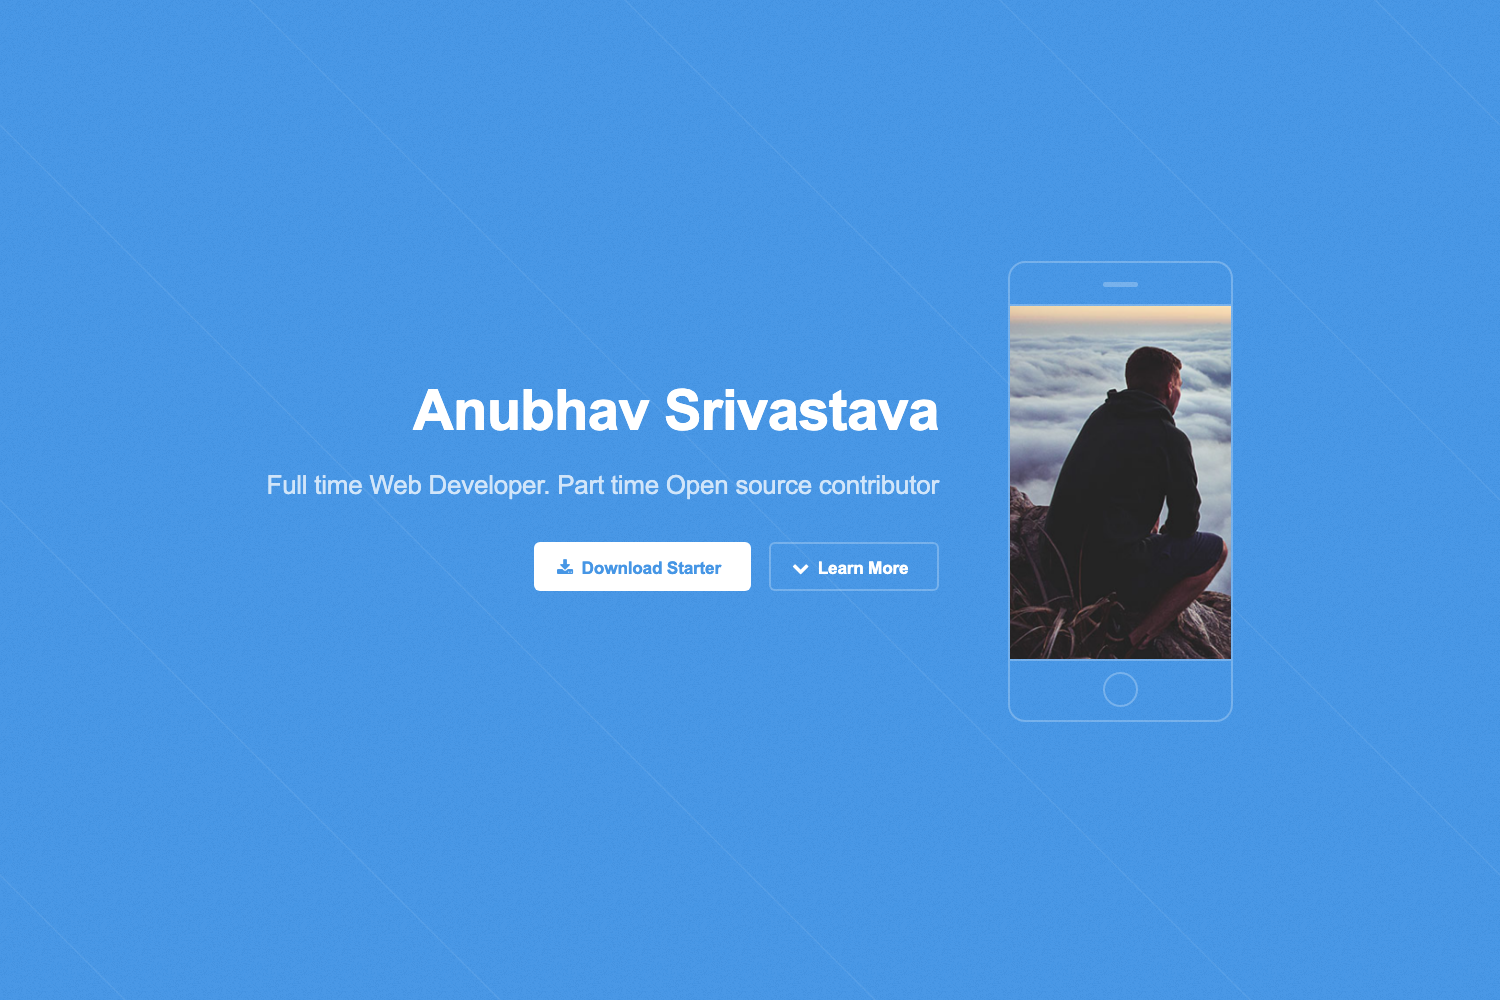 Anubhav Srivastava
Full time Web Developer. Part time Open source contributor
Download Starter
Learn More